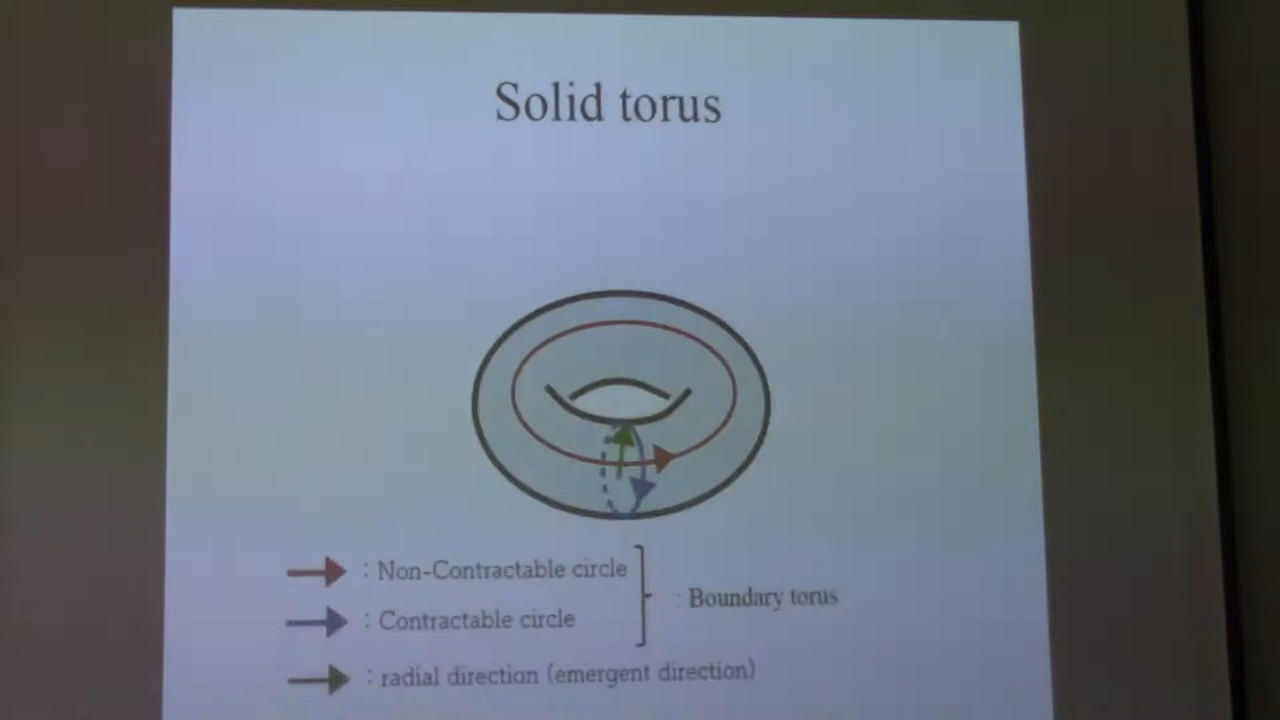 Solid torus
: Non-Contractable circle
: Boundary torus
: Contractable circle
: radial direction (emergent direction)